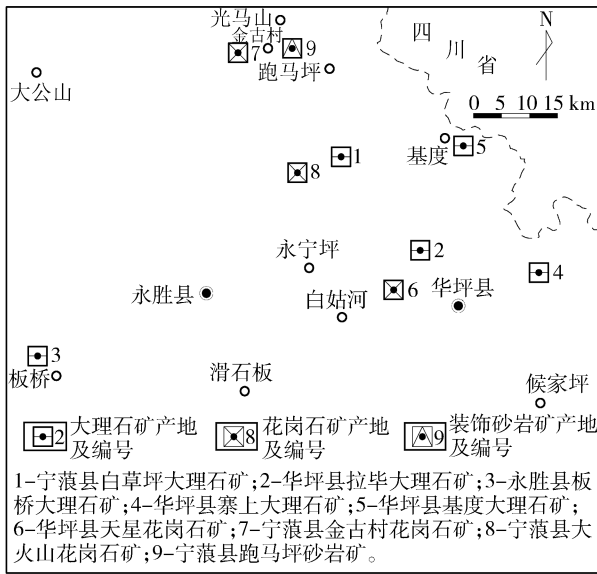 光马山
金古村
7
9
跑马坪
四川省
N
大公山
0 5 10 15 km
基度
5
1
8
永宁坪
2
4
永胜县
白姑河
6
华坪县
3
板桥
滑石板
候家坪
2 大理石矿产地及编号
8 花岗石矿产地及编号
9 装饰砂岩矿产地及编号
1-宁蒗县白草坪大理石矿;2-华坪县拉毕大理石矿;3-永胜县板
桥大理石矿;4-华坪县寨上大理石矿;5-华坪县基度大理石矿;
6-华坪县天星花岗石矿;7-宁蒗县金古村花岗石矿;8-宁蒗县大
火山花岗石矿;9-宁蒗县跑马坪砂岩矿。